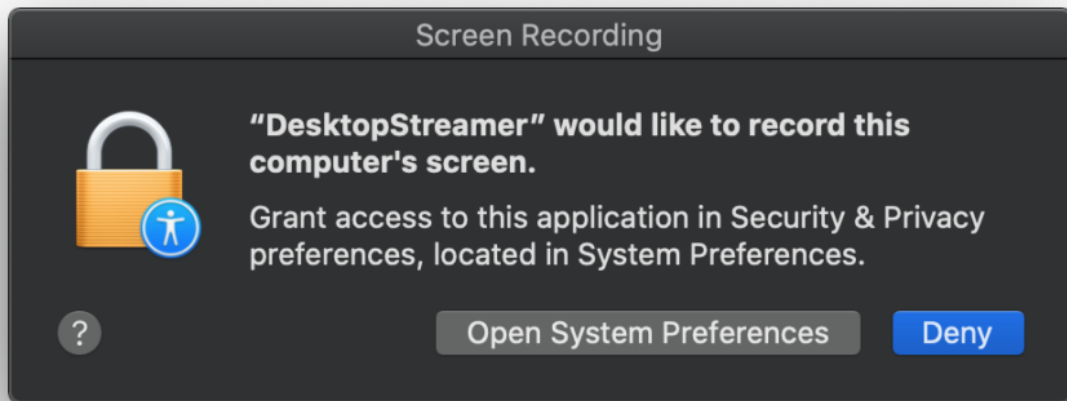 Screen Recording
“DesktopStreamer” would like to record this
computer's screen.
Grant access to this application in Security & Privacy
preferences, located in System Preferences.
?
Open System Preferences
Deny